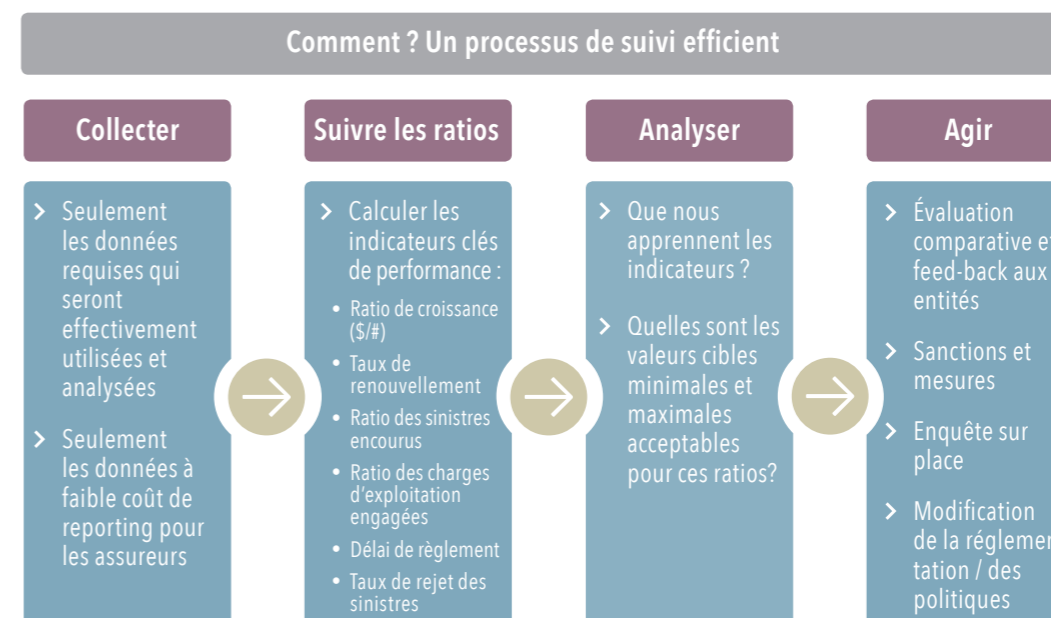 Comment ? Un processus de suivi efficient
Collecter
> Seulement
les données
requises qui
seront
effectivement
utilisées et
analysées
> Seulement
les données à
faible coût de
reporting pour
les assureurs
Suivre les ratios
> Calculer les
indicateurs clés
de performance :
• Ratio de croissance
($/#)
• Taux de
renouvellement
• Ratio des sinistres
encourus
• Ratio des charges
d'exploitation
engagées
• Délai de règlement
• Taux de rejet des
sinistres
Analyser
> Que nous
apprennent les
indicateurs ?
> Quelles sont les
valeurs cibles
minimales et
maximales
acceptables
pour ces ratios?
Agir
> Évaluation
comparative et
feed-back aux
entités
> Sanctions et
mesures
> Enquête sur
place
> Modification
de la réglemen
tation / des
politiques